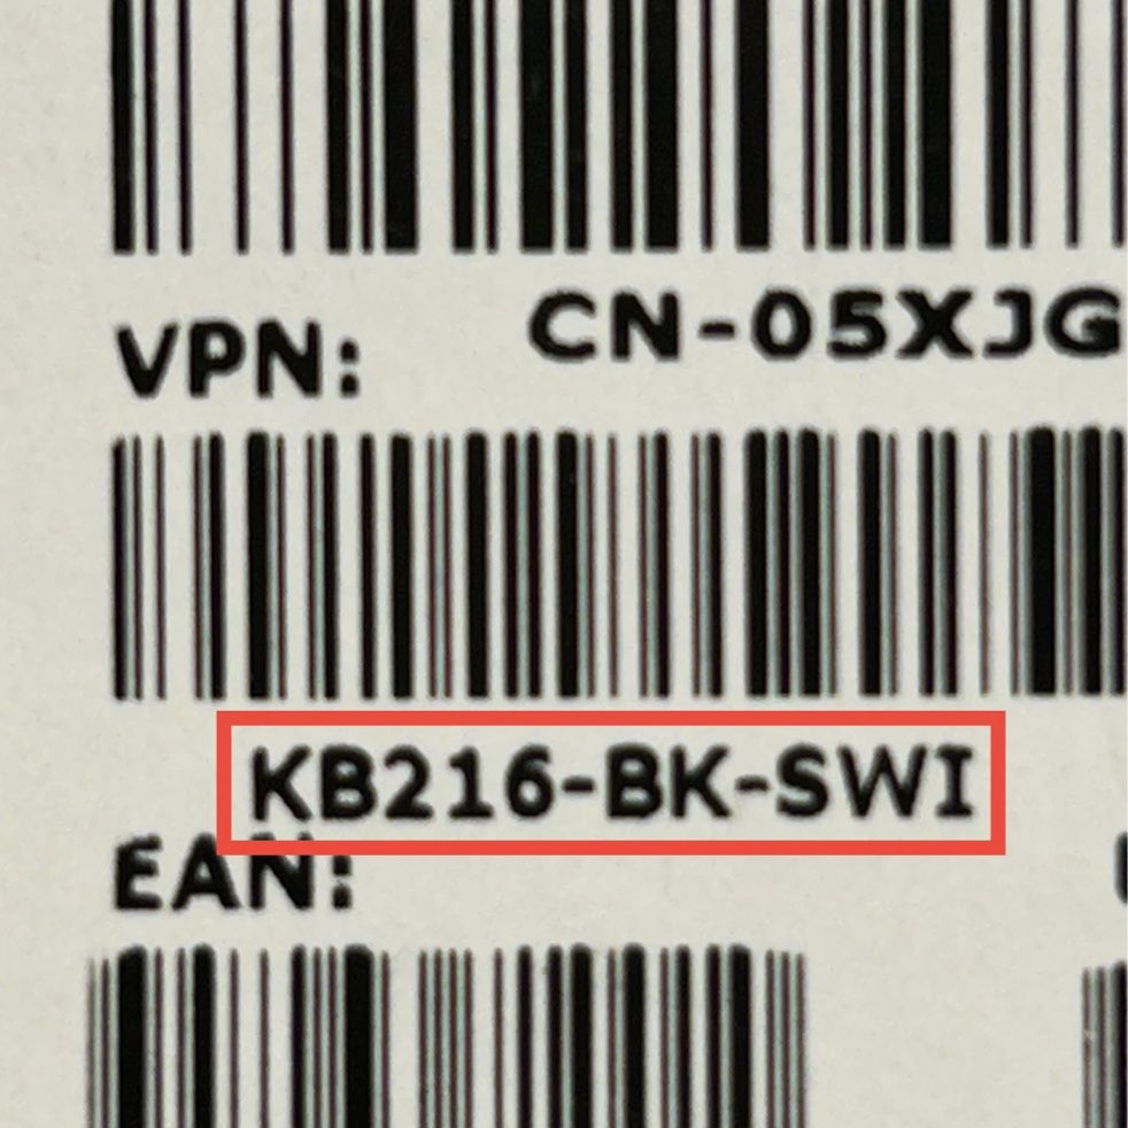 CN-05XJG
VPN:
KB216-BK-SWI
EAN: